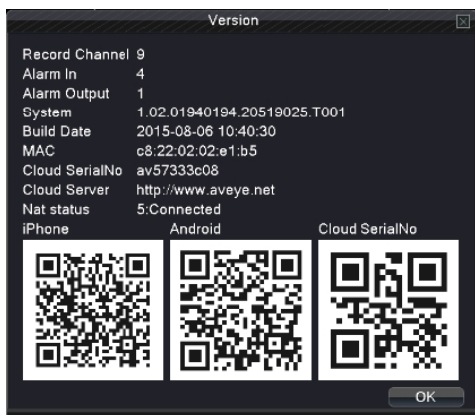 Version
Record Channel 9
Alarm In 4
Alarm Output 1
System 1.02.01940194.20519025.T001
Build Date 2015-08-06 10:40:30
MAC c8:22:02:02:e1:b5
Cloud SerialNo av57333c08
Cloud Server http://www.aveye.net
Nat status 5:Connected
iPhone Android Cloud SerialNo
OK